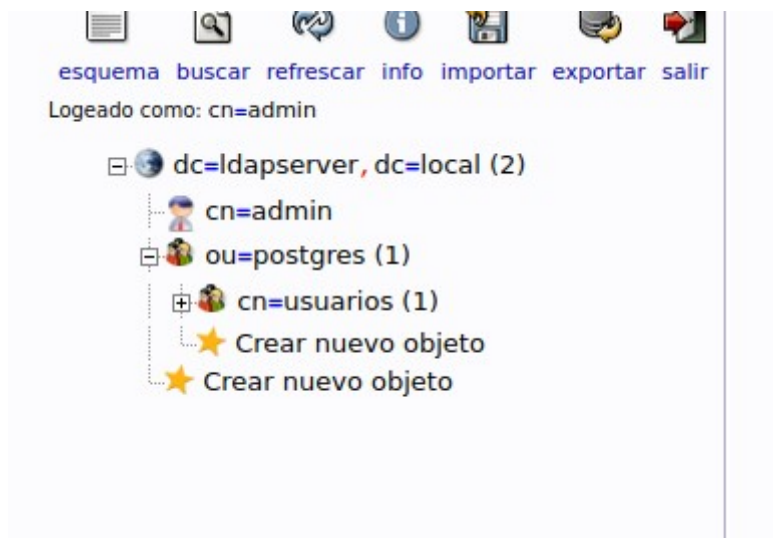 esquema buscar refrescar info importar exportar salir
Logeado como: cn=admin
dc=ldapserver, dc=local (2)
cn=admin
ou=postgres (1)
cn=usuarios (1)
Crear nuevo objeto
Crear nuevo objeto